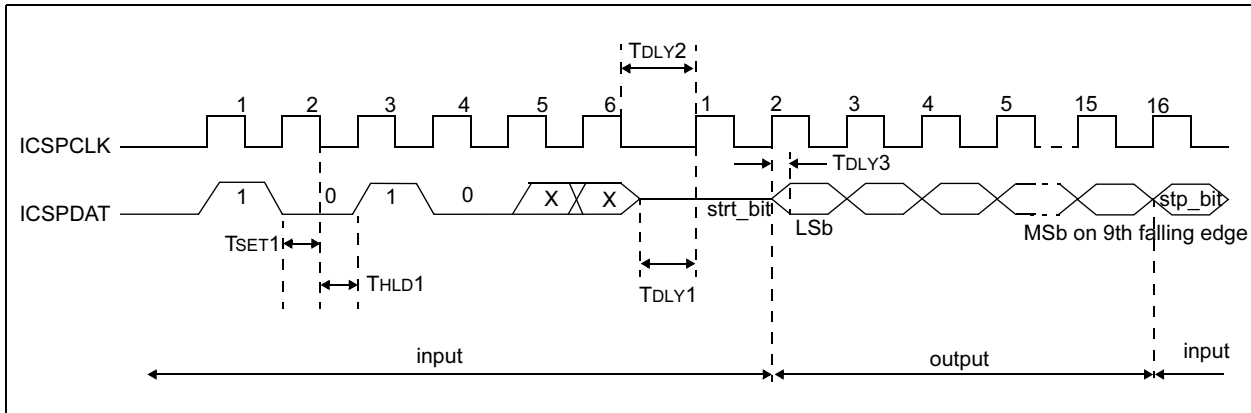 TDLY2
1 2 3 4 5 6 1 2 3 4 5 15 16
ICSPCLK
TDLY3
ICSPDAT
1 0 1 0 X X strt_bit stp_bit
LSb MSb on 9th falling edge
TSET1
THLD1
TDLY1
input output input